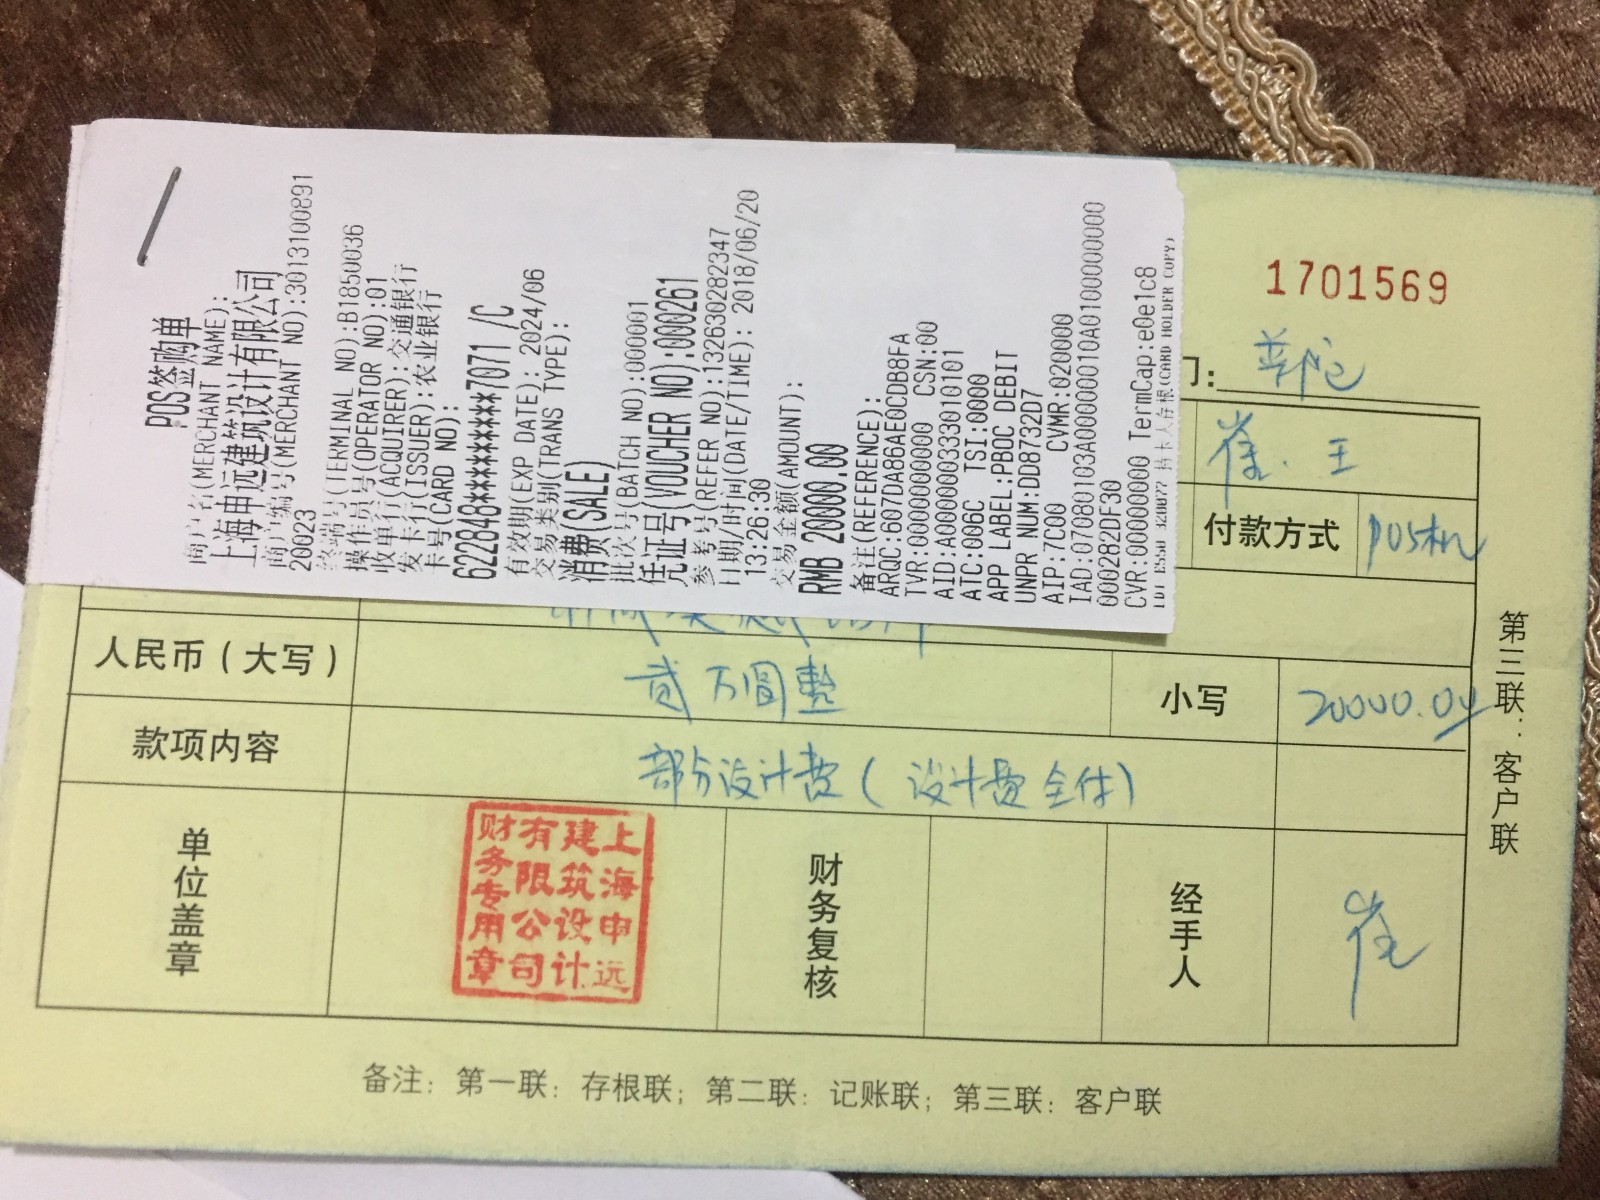 POS签购单
商户名(MERCHANT NAME):
上海申远建筑设计有限公司
商户编号(MERCHANT NO):3013100891
20023
终端号(TERMINAL NO):B1850036
操作员号(OPERATOR NO):01
收单行(ACQUIRER):交通银行
发卡行(ISSUER):农业银行
卡号(CARD NO):
622848*********7071 /C
有效期(EXP DATE): 2024/06
交易类别(TRANS TYPE):
消费(SALE)
批次号(BATCH NO):000001
凭证号(VOUCHER NO):000261
参考号(REFER NO):132630282347
日期/时间(DATE/TIME): 2018/06/20
13:26:30
交易金额(AMOUNT):
RMB 20000.00
备注(REFERENCE):
ARQC:607DA86AE0CDB8FA
TVR:0000000000 CSN:00
AID:A000000333010101
ATC:006C TSI:0000
APP LABEL:PBOC DEBIT
UNPR NUM:DD8732D7
AIP:7C00 CVMR:020000
IAD:07080103A00000010A0100000000
000282DF30
CVR:00000000 TermCap:e0e1c8
持卡人存根(CARD HOLDER COPY)
1701569
门: 普陀
崔.王
付款方式 POS机
人民币(大写) 贰万圆整 小写 20000.00
款项内容 部分设计费(设计费全件)
单位盖章
上海申远
建筑设计
有限公司
财务专用章
财务复核
经手人 崔
第三联:客户联
备注:第一联:存根联;第二联:记账联;第三联:客户联